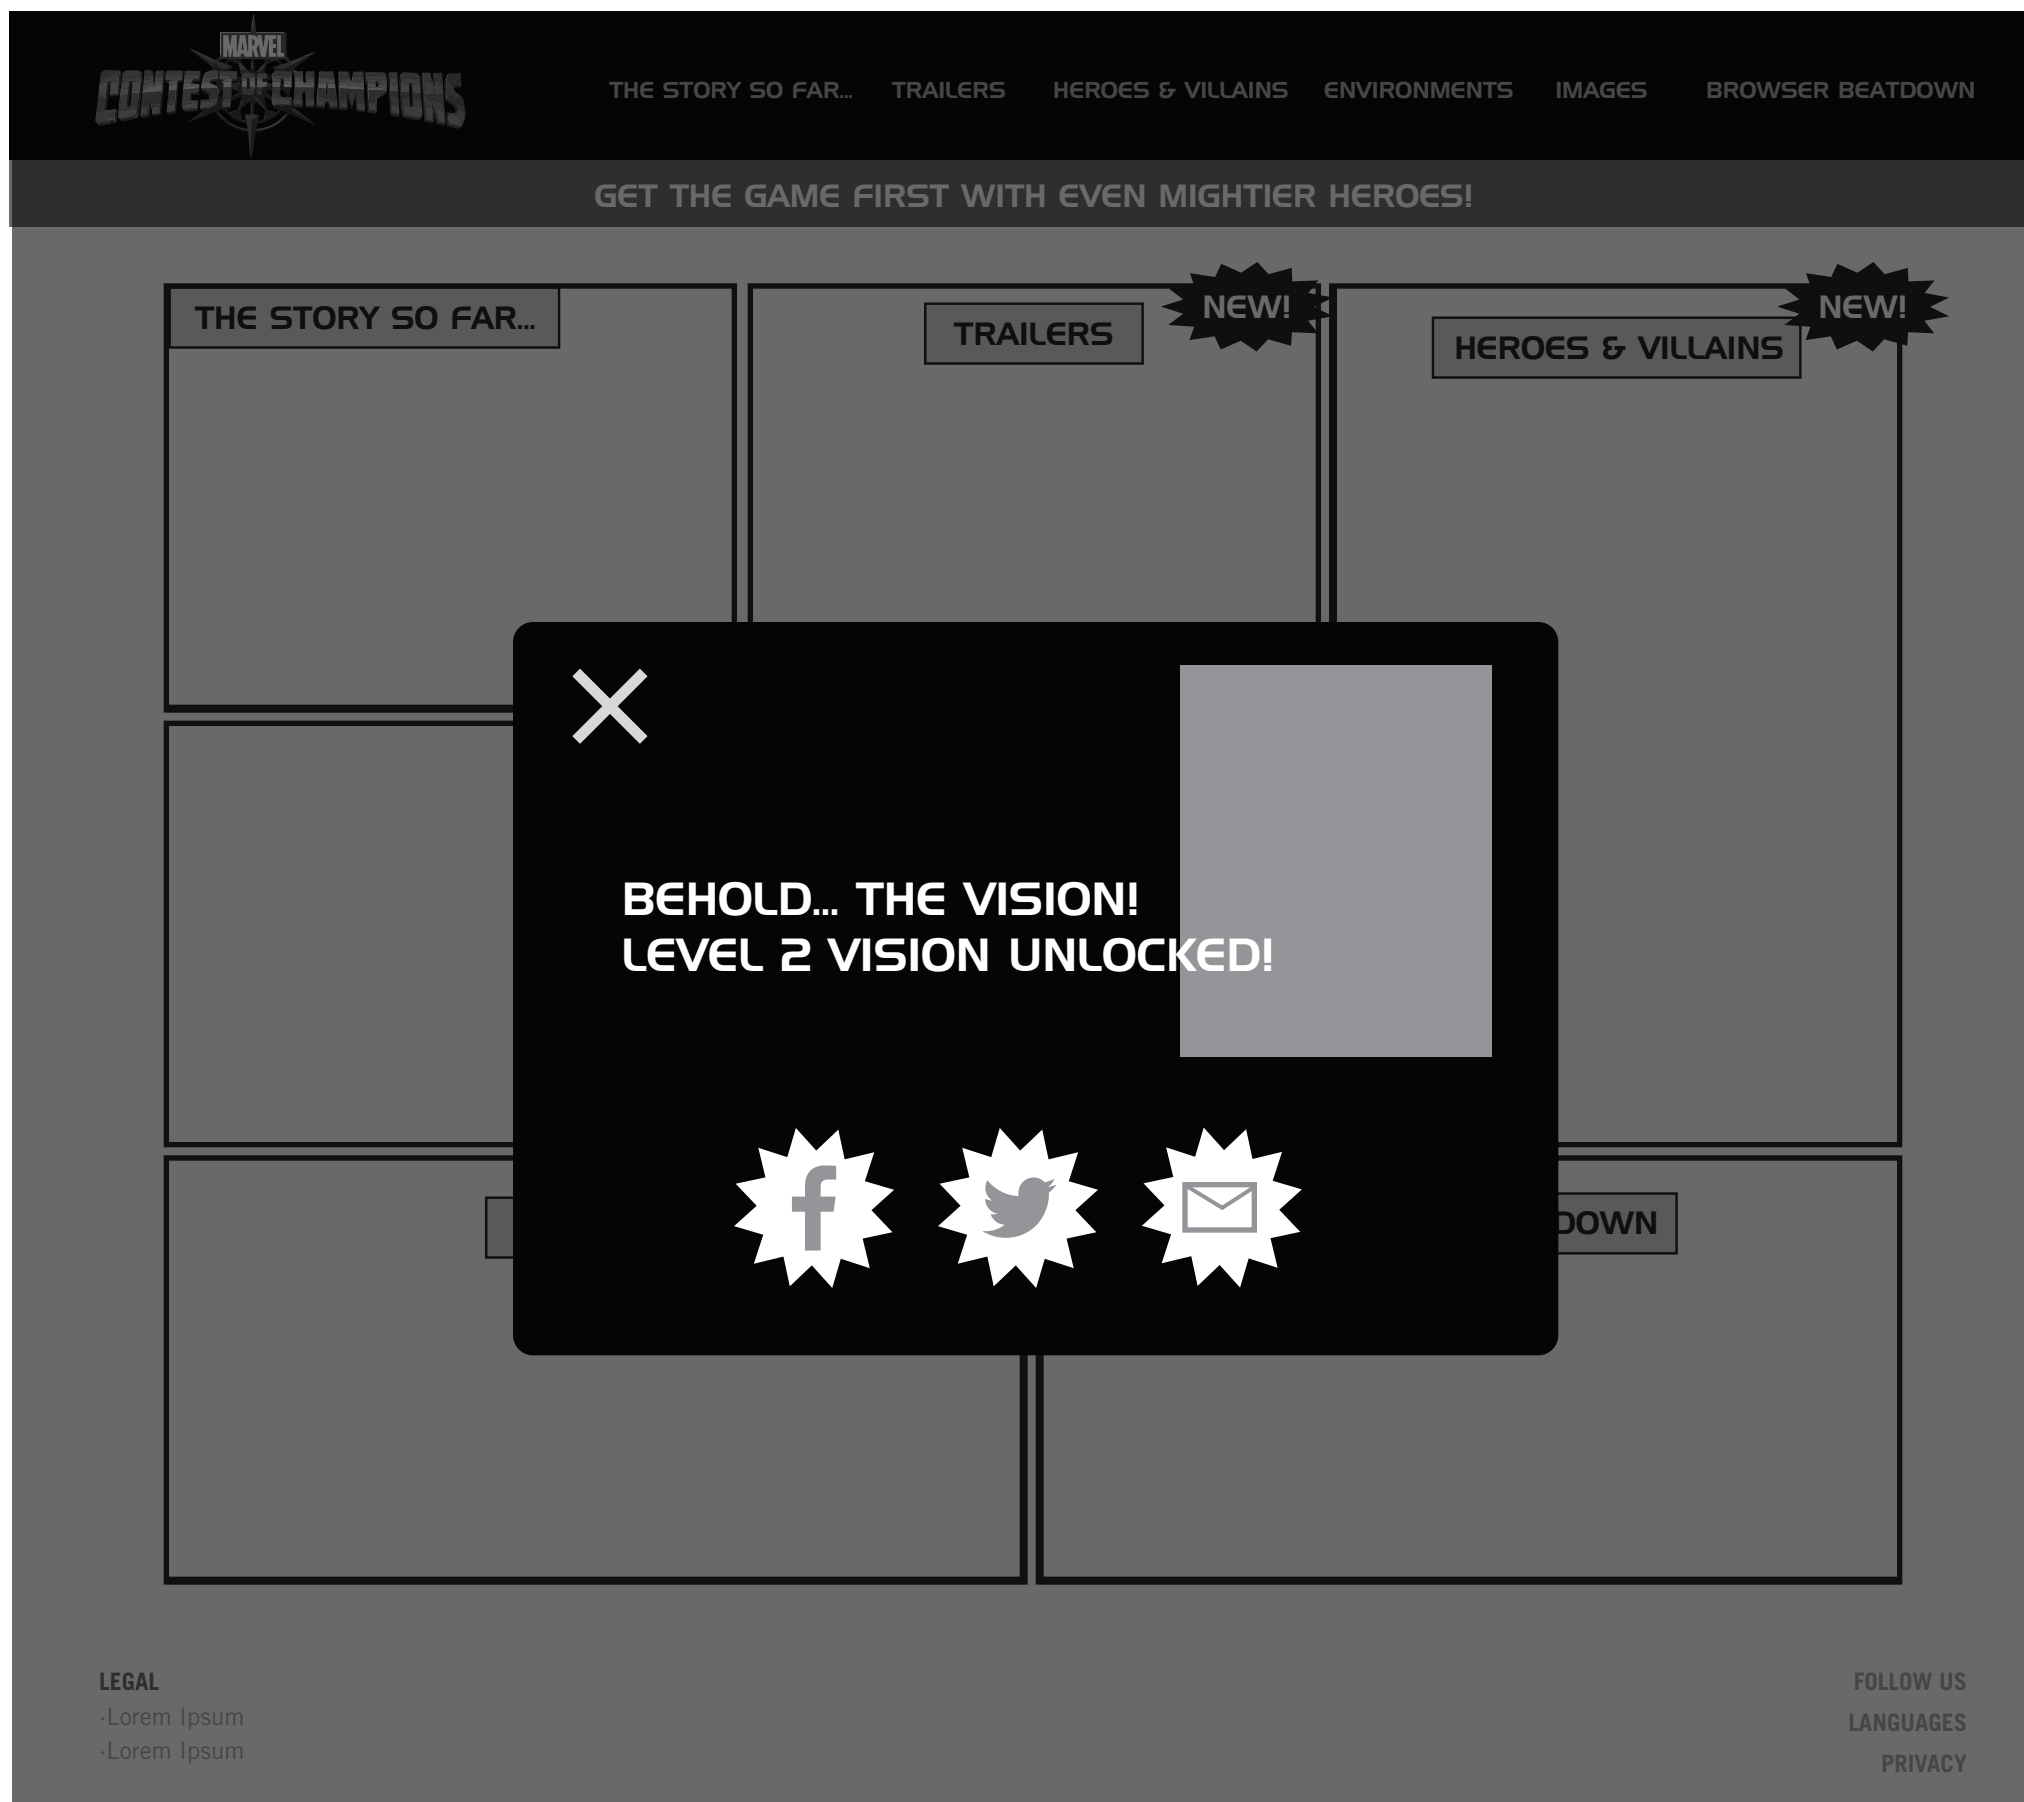 MARVEL
CONTEST OF CHAMPIONS
THE STORY SO FAR... TRAILERS HEROES & VILLAINS ENVIRONMENTS IMAGES BROWSER BEATDOWN
GET THE GAME FIRST WITH EVEN MIGHTIER HEROES!
THE STORY SO FAR...
TRAILERS
NEW!
HEROES & VILLAINS
NEW!
BEHOLD... THE VISION!
LEVEL 2 VISION UNLOCKED!
DOWN
LEGAL
·Lorem Ipsum
·Lorem Ipsum
FOLLOW US
LANGUAGES
PRIVACY